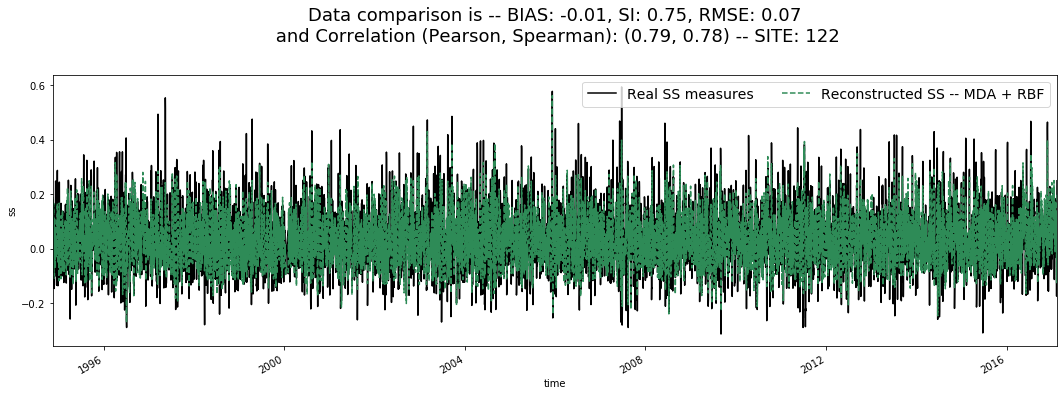 Data comparison is -- BIAS: -0.01, SI: 0.75, RMSE: 0.07
and Correlation (Pearson, Spearman): (0.79, 0.78) -- SITE: 122
Real SS measures
Reconstructed SS -- MDA + RBF
0.6
0.4
0.2
0.0
−0.2
ss
1996
2000
2004
2008
2012
2016
time